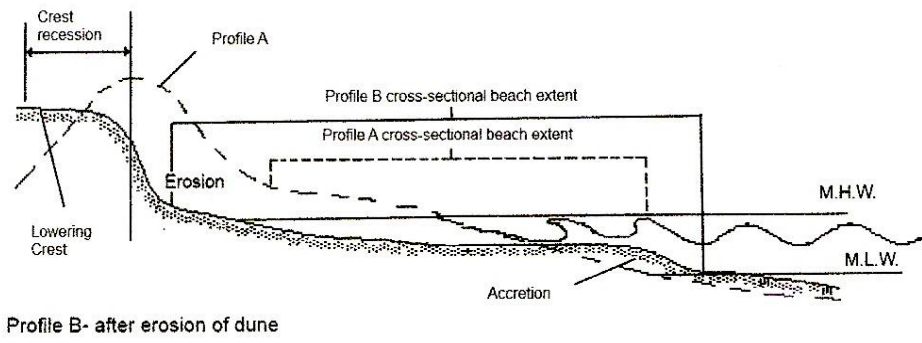 Crest
recession
Profile A
Profile B cross-sectional beach extent
Profile A cross-sectional beach extent
Erosion
M.H.W.
Lowering
Crest
M.L.W.
Accretion
Profile B- after erosion of dune